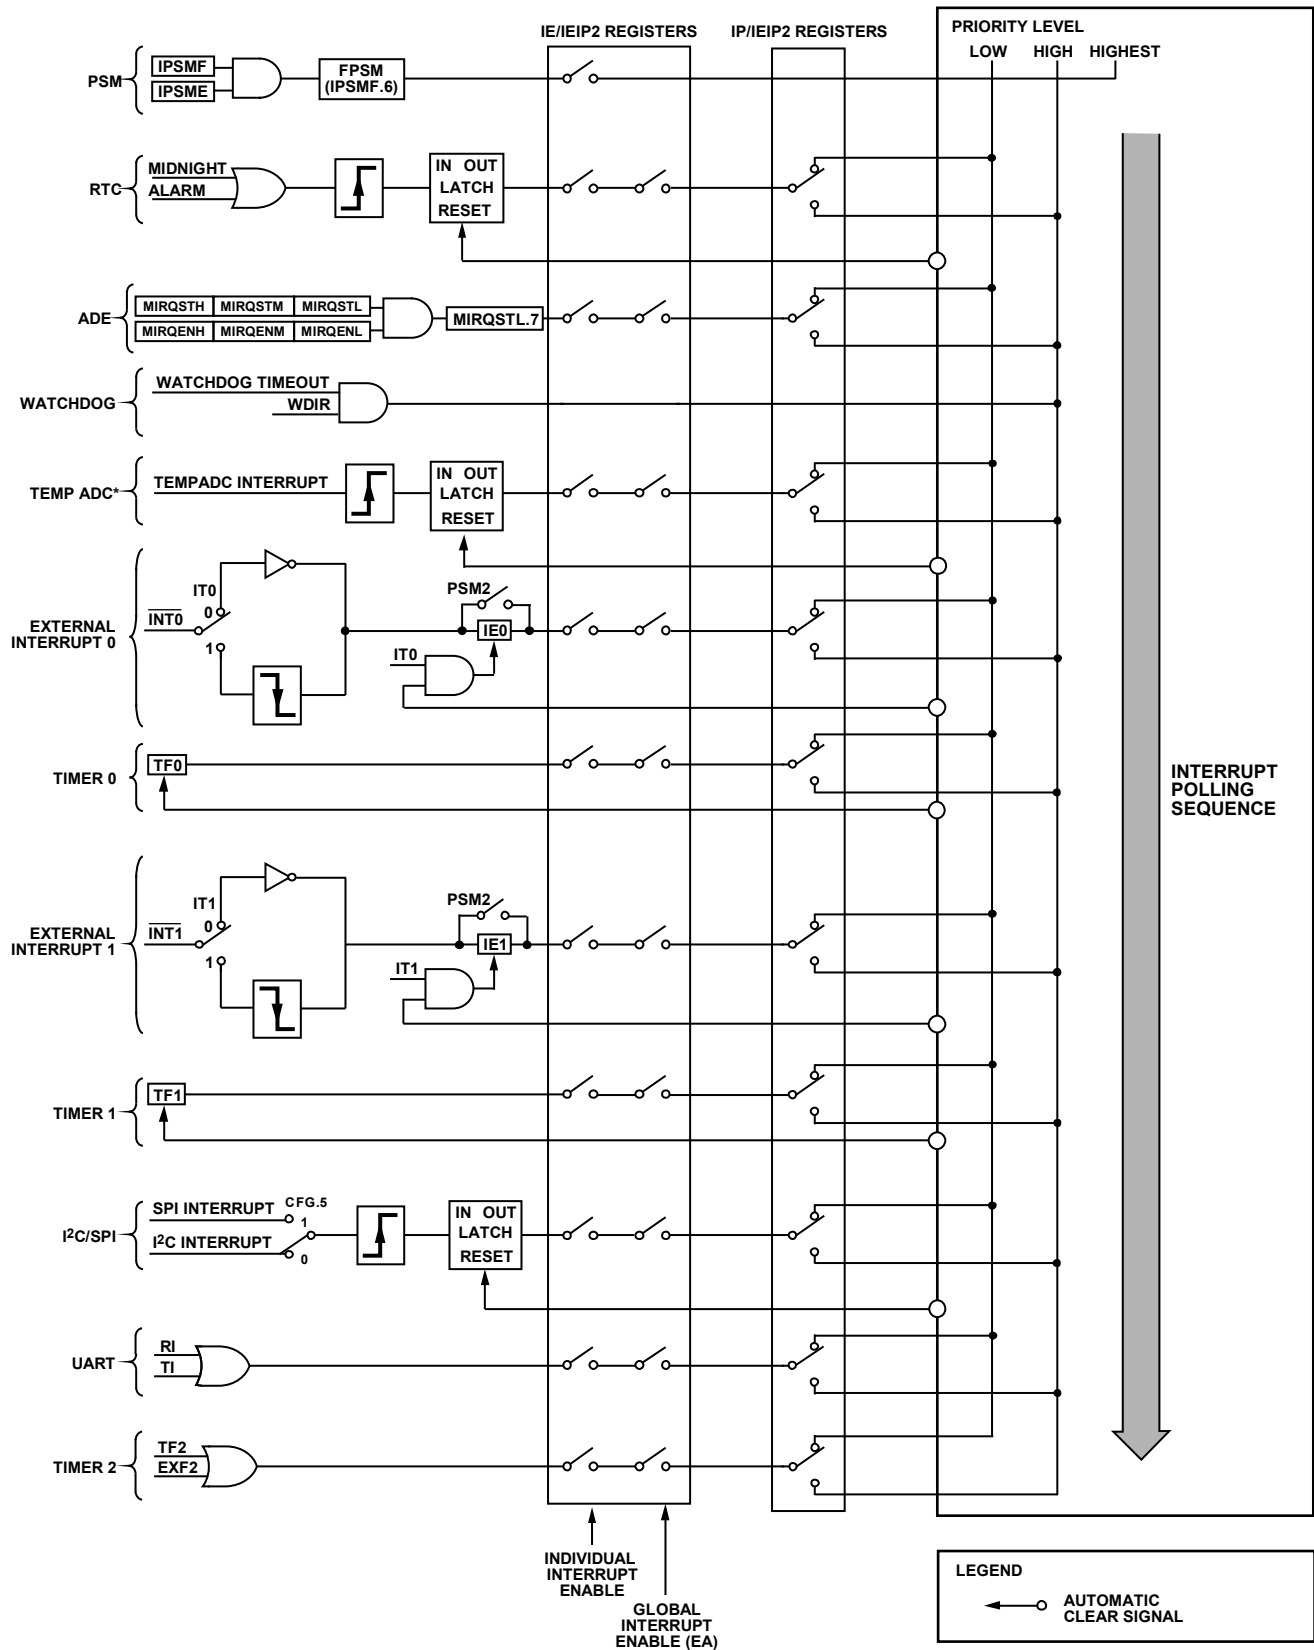 IE/IEIP2 REGISTERS
IP/IEIP2 REGISTERS
PRIORITY LEVEL
LOW HIGH HIGHEST
PSM
IPSMF
IPSME
FPSM
(IPSMF.6)
RTC
MIDNIGHT
ALARM
IN OUT
LATCH
RESET
ADE
MIRQSTH MIRQSTM MIRQSTL
MIRQENH MIRQENM MIRQENL
MIRQSTL.7
WATCHDOG
WATCHDOG TIMEOUT
WDIR
TEMP ADC*
TEMPADC INTERRUPT
IN OUT
LATCH
RESET
EXTERNAL
INTERRUPT 0
INT0
IT0
0
1
PSM2
IE0
IT0
TIMER 0
TF0
INTERRUPT
POLLING
SEQUENCE
EXTERNAL
INTERRUPT 1
INT1
IT1
0
1
PSM2
IE1
IT1
TIMER 1
TF1
I²C/SPI
SPI INTERRUPT
I²C INTERRUPT
CFG.5
1
0
IN OUT
LATCH
RESET
UART
RI
TI
TIMER 2
TF2
EXF2
INDIVIDUAL
INTERRUPT
ENABLE
GLOBAL
INTERRUPT
ENABLE (EA)
LEGEND
AUTOMATIC
CLEAR SIGNAL